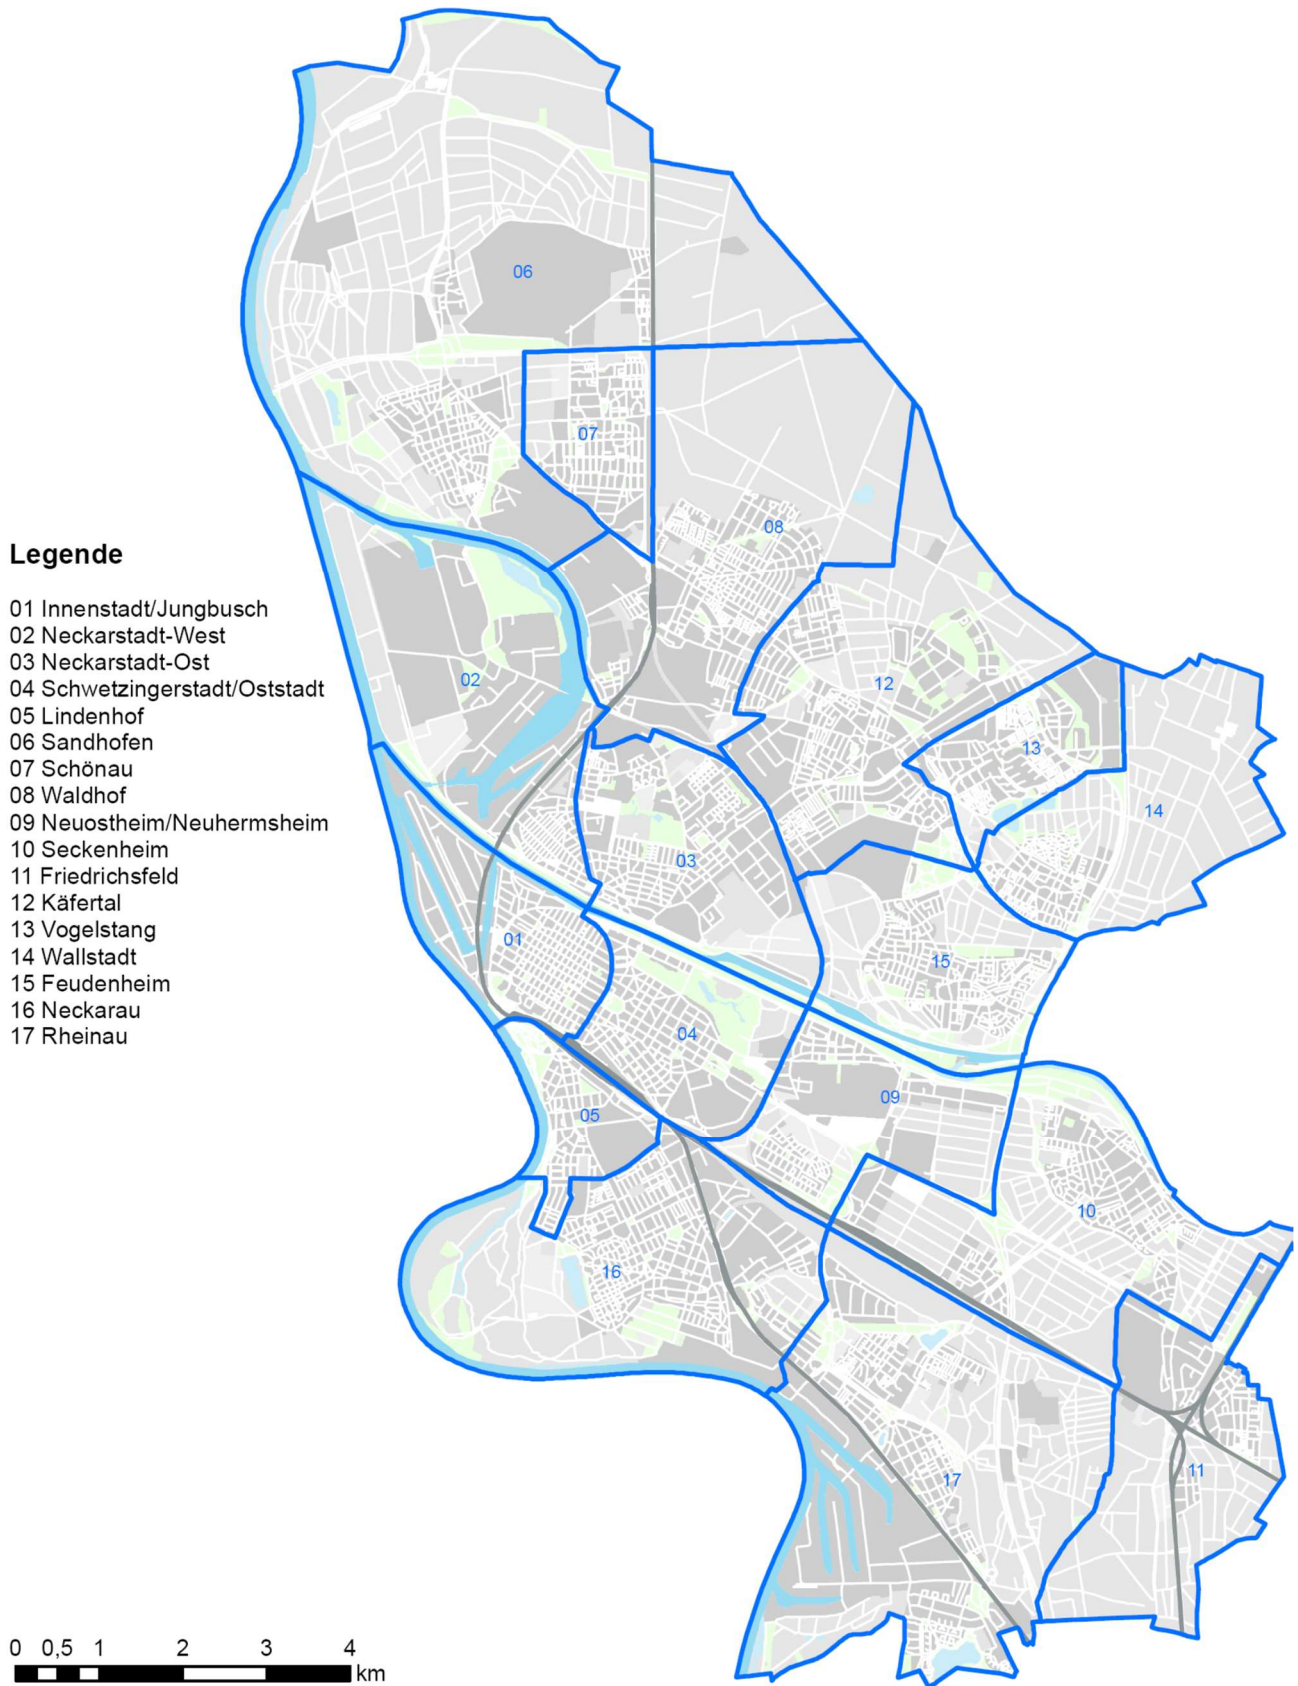 06
07
08
Legende
01 Innenstadt/Jungbusch
02 Neckarstadt-West
03 Neckarstadt-Ost
04 Schwetzingerstadt/Oststadt
05 Lindenhof
06 Sandhofen
07 Schönau
08 Waldhof
09 Neuostheim/Neuhermsheim
10 Seckenheim
11 Friedrichsfeld
12 Käfertal
13 Vogelstang
14 Wallstadt
15 Feudenheim
16 Neckarau
17 Rheinau
02
12
13
14
03
01
15
04
09
05
10
16
11
17
0 0,5 1 2 3 4
km